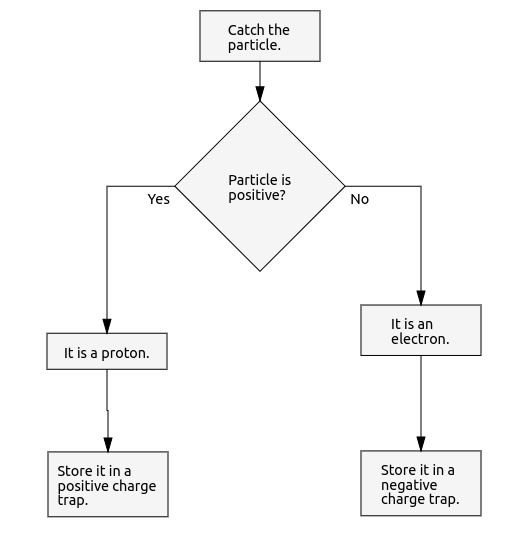 Catch the
particle.
Particle is
positive?
Yes
No
It is an
electron.
It is a proton.
Store it in a
positive charge
trap.
Store it in a
negative
charge trap.